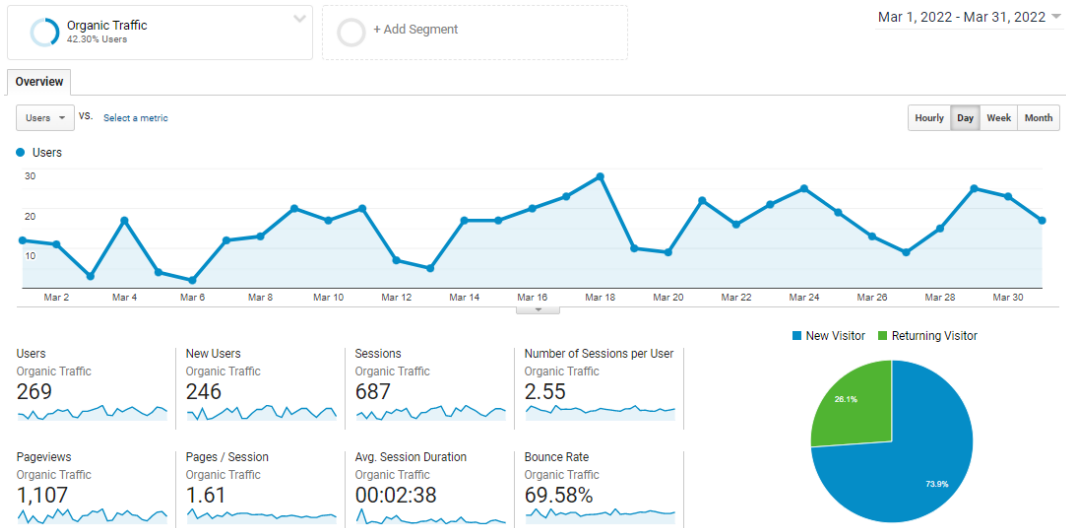 Organic Traffic
42.30% Users
+ Add Segment
Mar 1, 2022 - Mar 31, 2022
Overview
Users
VS.
Select a metric
Hourly
Day
Week
Month
Users
30
20
10
Mar 2
Mar 4
Mar 6
Mar 8
Mar 10
Mar 12
Mar 14
Mar 16
Mar 18
Mar 20
Mar 22
Mar 24
Mar 26
Mar 28
Mar 30
New Visitor
Returning Visitor
Users
Organic Traffic
269
New Users
Organic Traffic
246
Sessions
Organic Traffic
687
Number of Sessions per User
Organic Traffic
2.55
Pageviews
Organic Traffic
1,107
Pages / Session
Organic Traffic
1.61
Avg. Session Duration
Organic Traffic
00:02:38
Bounce Rate
Organic Traffic
69.58%
26.1%
73.9%